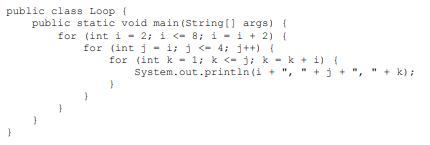 public class Loop {
public static void main(String[] args) {
for (int i = 2; i <= 8; i = i + 2) {
for (int j = i; j <= 4; j++) {
for (int k = 1; k <= j; k = k + i) {
System.out.println(i + ", " + j + ", " + k);
}
}
}
}
}